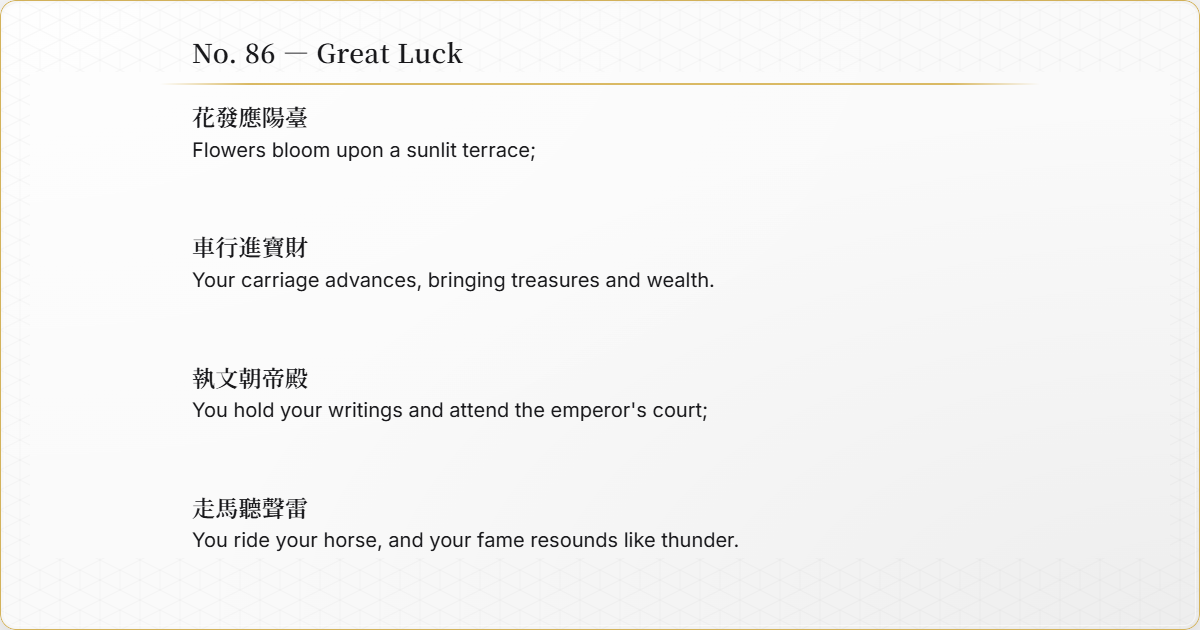 No. 86 — Great Luck
花發應陽臺
Flowers bloom upon a sunlit terrace;
車行進寶財
Your carriage advances, bringing treasures and wealth.
執文朝帝殿
You hold your writings and attend the emperor's court;
走馬聽聲雷
You ride your horse, and your fame resounds like thunder.